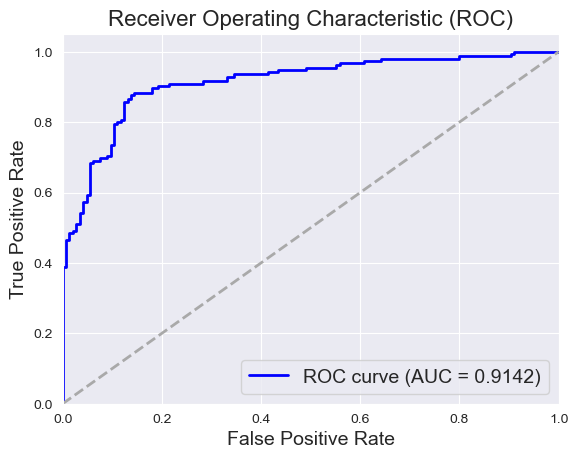 Receiver Operating Characteristic (ROC)
True Positive Rate
1.0
0.8
0.6
0.4
0.2
0.0
ROC curve (AUC = 0.9142)
0.0 0.2 0.4 0.6 0.8 1.0
False Positive Rate